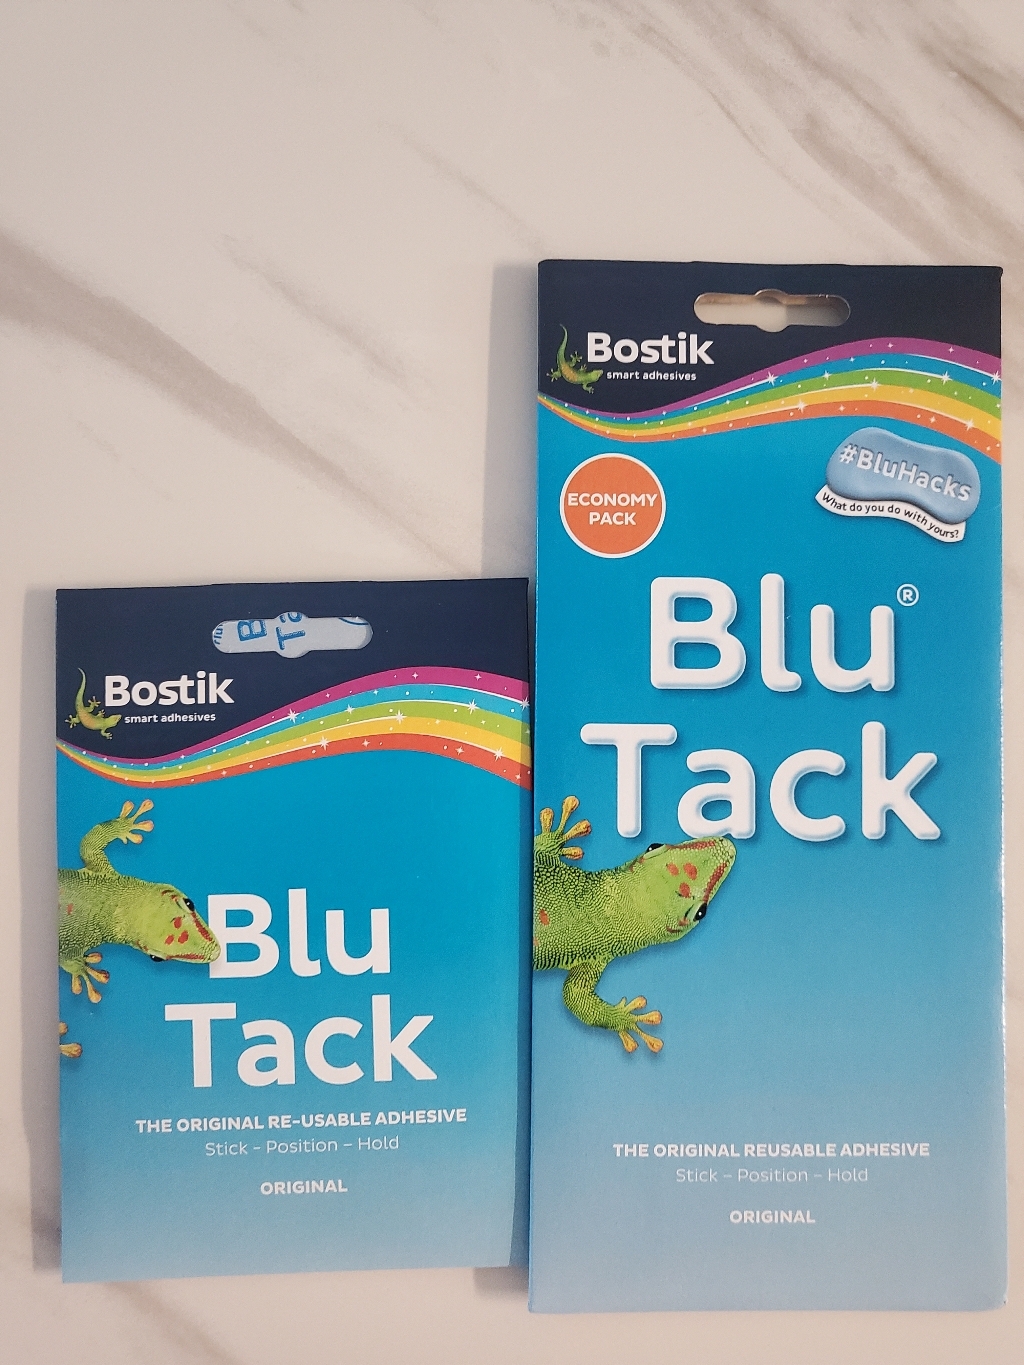 Bostik
smart adhesives
Blu
Tack
THE ORIGINAL RE-USABLE ADHESIVE
Stick – Position – Hold
ORIGINAL
Bostik
smart adhesives
#BluHacks
What do you do with yours?
ECONOMY
PACK
Blu®
Tack
THE ORIGINAL REUSABLE ADHESIVE
Stick – Position – Hold
ORIGINAL